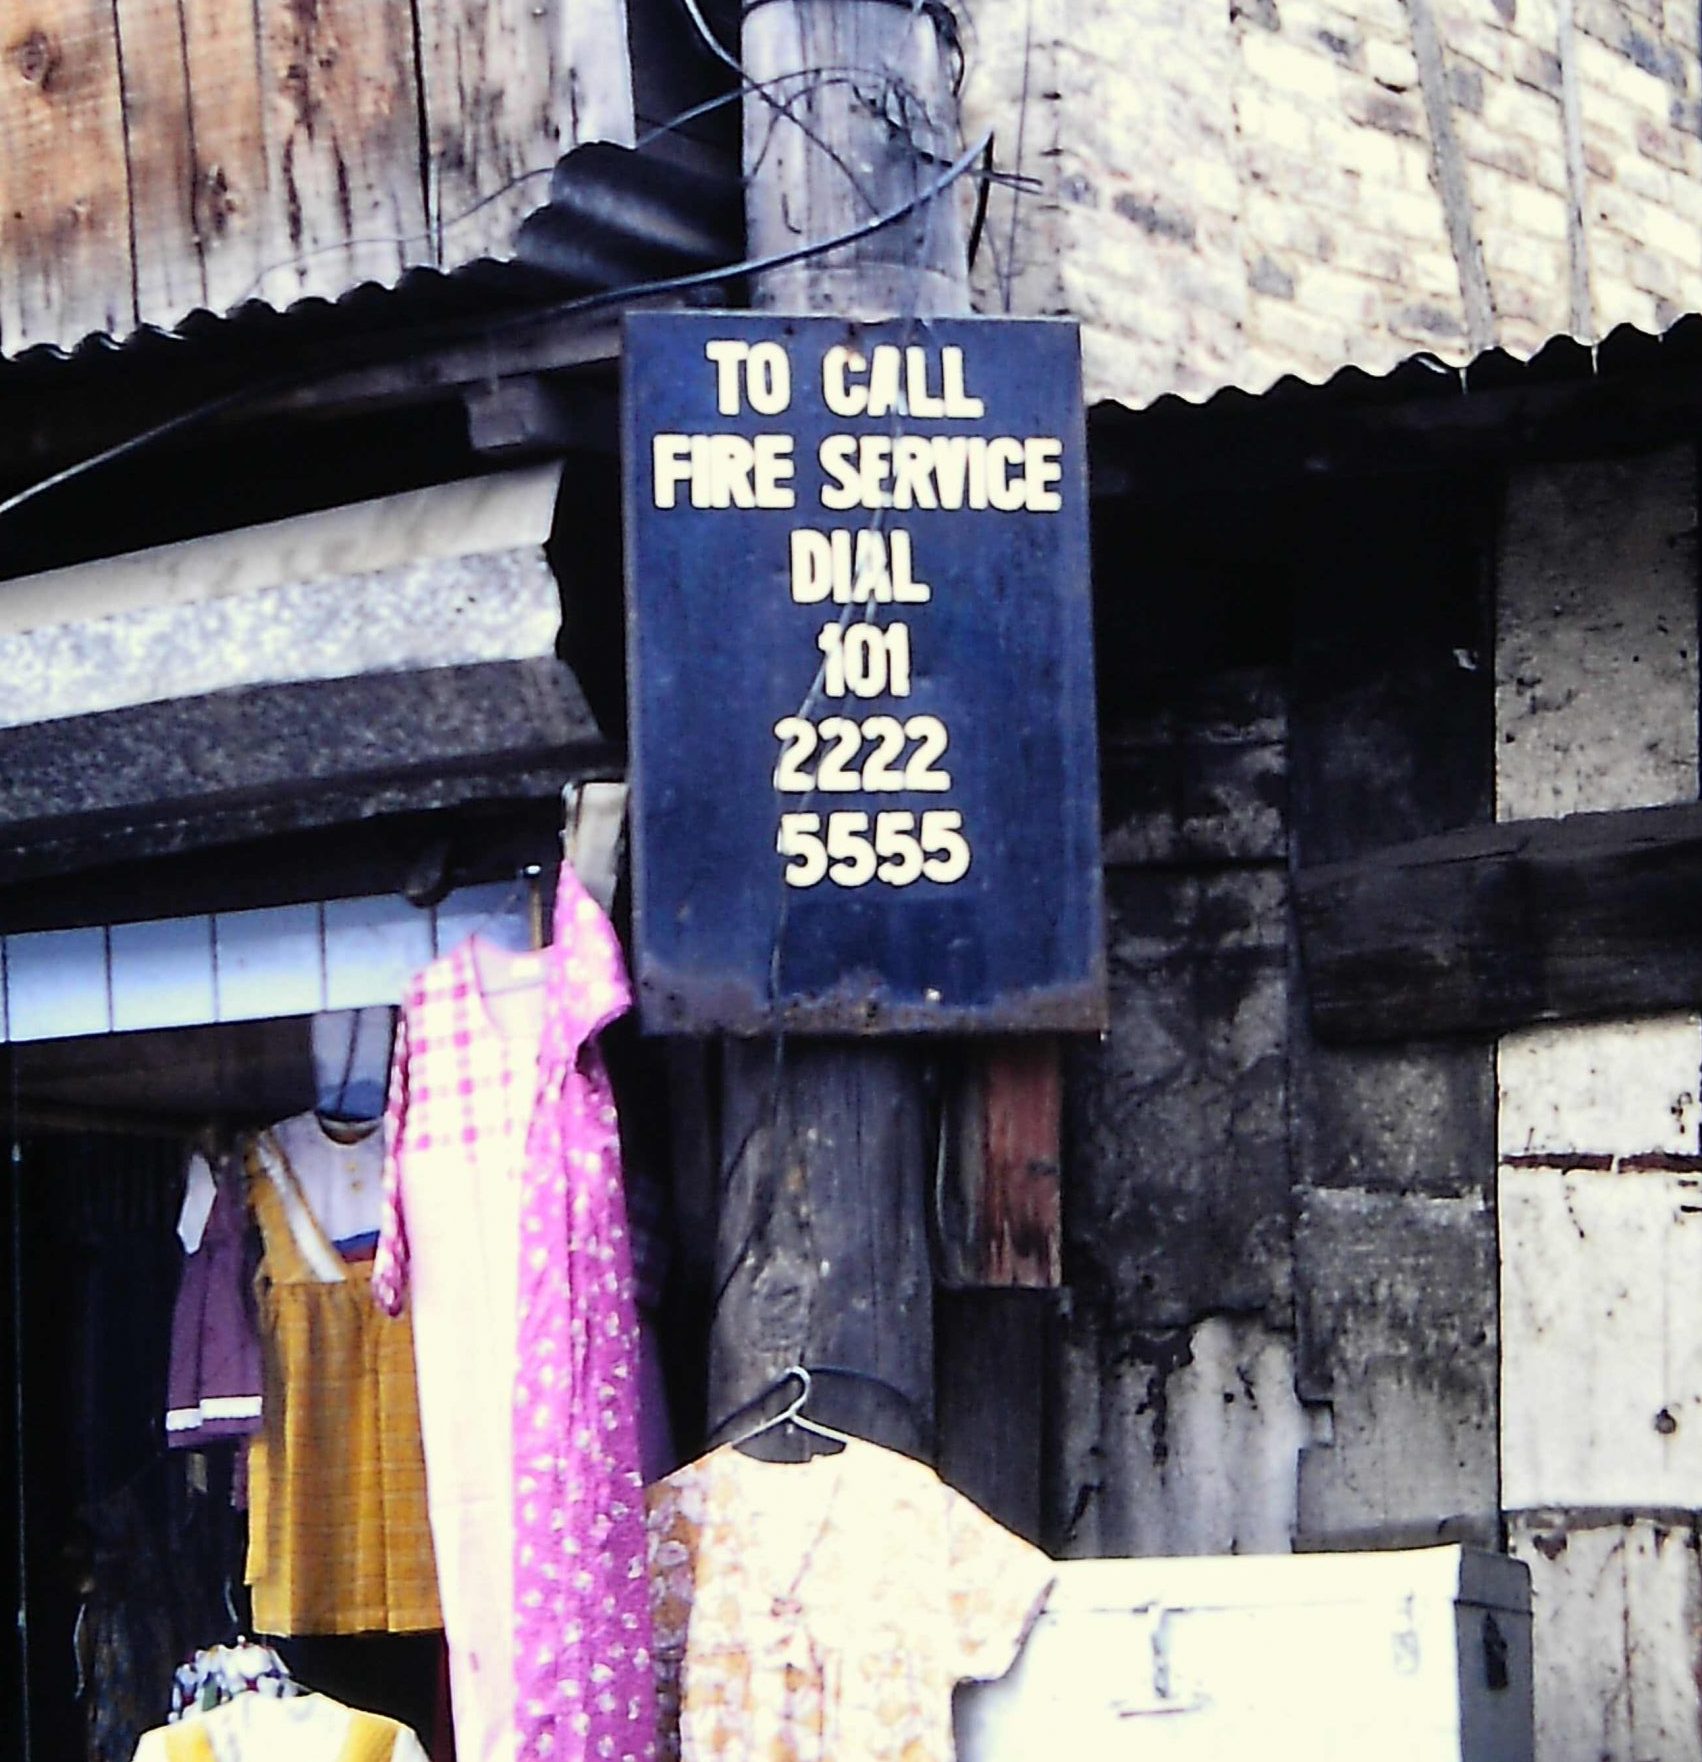 TO CALL
FIRE SERVICE
DIAL
101
2222
5555